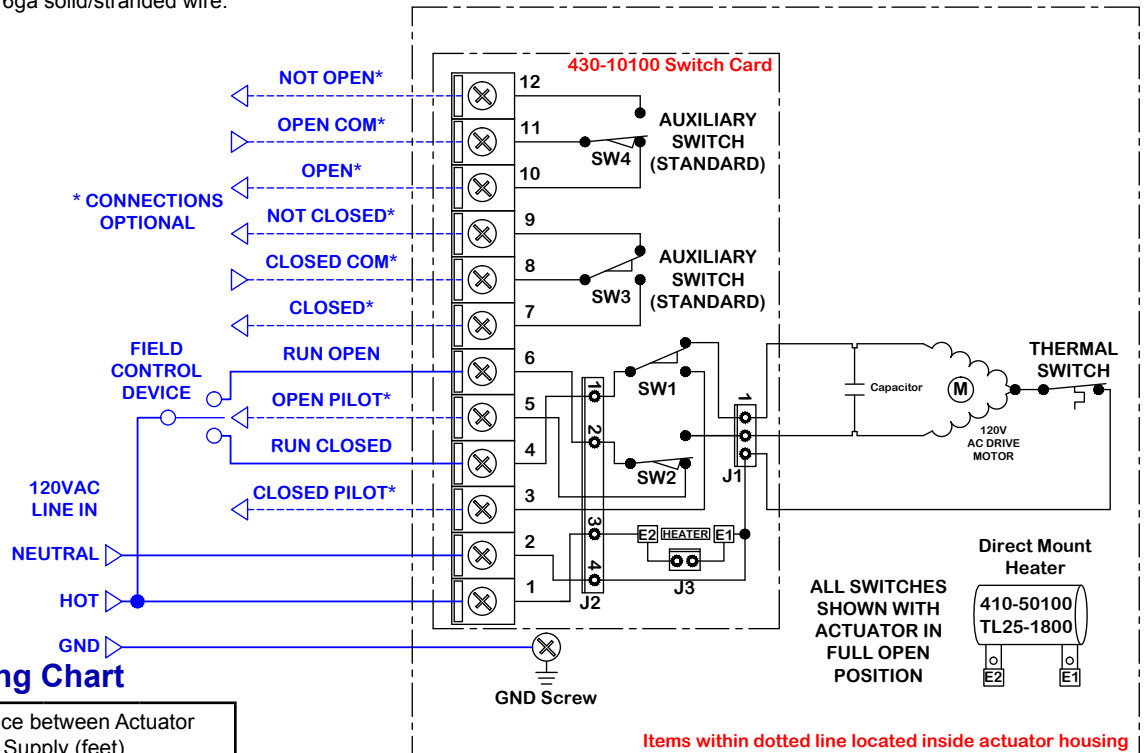 6ga solid/stranded wire.
430-10100 Switch Card
NOT OPEN*
12
OPEN COM*
11
AUXILIARY
SWITCH
(STANDARD)
SW4
OPEN*
10
* CONNECTIONS
OPTIONAL
NOT CLOSED*
9
CLOSED COM*
8
AUXILIARY
SWITCH
(STANDARD)
SW3
CLOSED*
7
FIELD
CONTROL
DEVICE
RUN OPEN
6
OPEN PILOT*
5
RUN CLOSED
4
CLOSED PILOT*
3
120VAC
LINE IN
NEUTRAL
2
HOT
1
GND
GND Screw
1
2
3
4
J2
SW1
SW2
1
J1
E2
HEATER
E1
J3
Capacitor
M
120V
AC DRIVE
MOTOR
THERMAL
SWITCH
ALL SWITCHES
SHOWN WITH
ACTUATOR IN
FULL OPEN
POSITION
Direct Mount
Heater
410-50100
TL25-1800
E2
E1
Items within dotted line located inside actuator housing
ng Chart
ce between Actuator
Supply (feet)